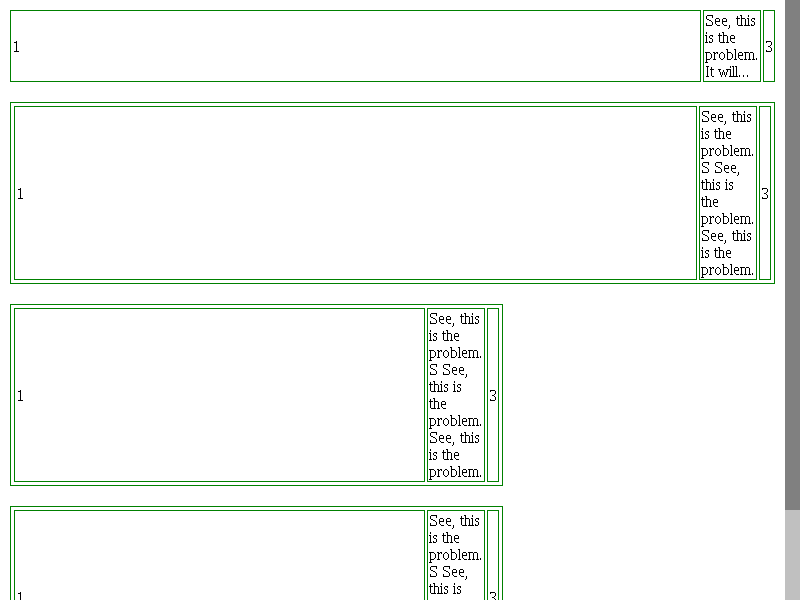 1
See, this
is the
problem.
It will...
3
1
See, this
is the
problem.
S See,
this is
the
problem.
See, this
is the
problem.
3
1
See, this
is the
problem.
S See,
this is
the
problem.
See, this
is the
problem.
3
1
See, this
is the
problem.
S See,
this is
3